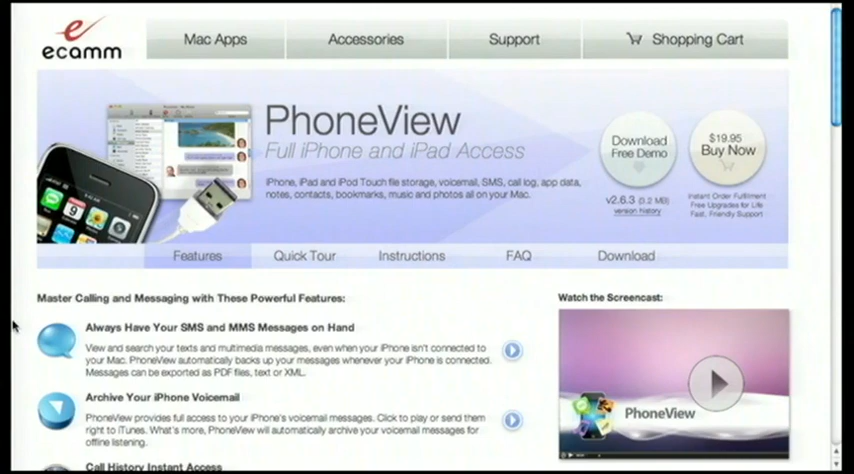 ecamm
Mac Apps
Accessories
Support
Shopping Cart
PhoneView
Full iPhone and iPad Access
Phone, iPad and iPod Touch file storage, voicemail, SMS, call log, app data,
notes, contacts, bookmarks, music and photos all on your Mac.
Download
Free Demo
v2.6.3 (3.2 MB)
version history
$19.95
Buy Now
Instant Order Fulfillment
Free Upgrades for Life
Fast, Friendly Support
Features
Quick Tour
Instructions
FAQ
Download
Master Calling and Messaging with These Powerful Features:
Always Have Your SMS and MMS Messages on Hand
View and search your texts and multimedia messages, even when your iPhone isn't connected to
your Mac. PhoneView automatically backs up your messages whenever your iPhone is connected.
Messages can be exported as PDF files, text or XML.
Archive Your iPhone Voicemail
PhoneView provides full access to your iPhone's voicemail messages. Click to play or send them
right to iTunes. What's more, PhoneView will automatically archive your voicemail messages for
offline listening.
Call History Instant Access
Watch the Screencast:
PhoneView